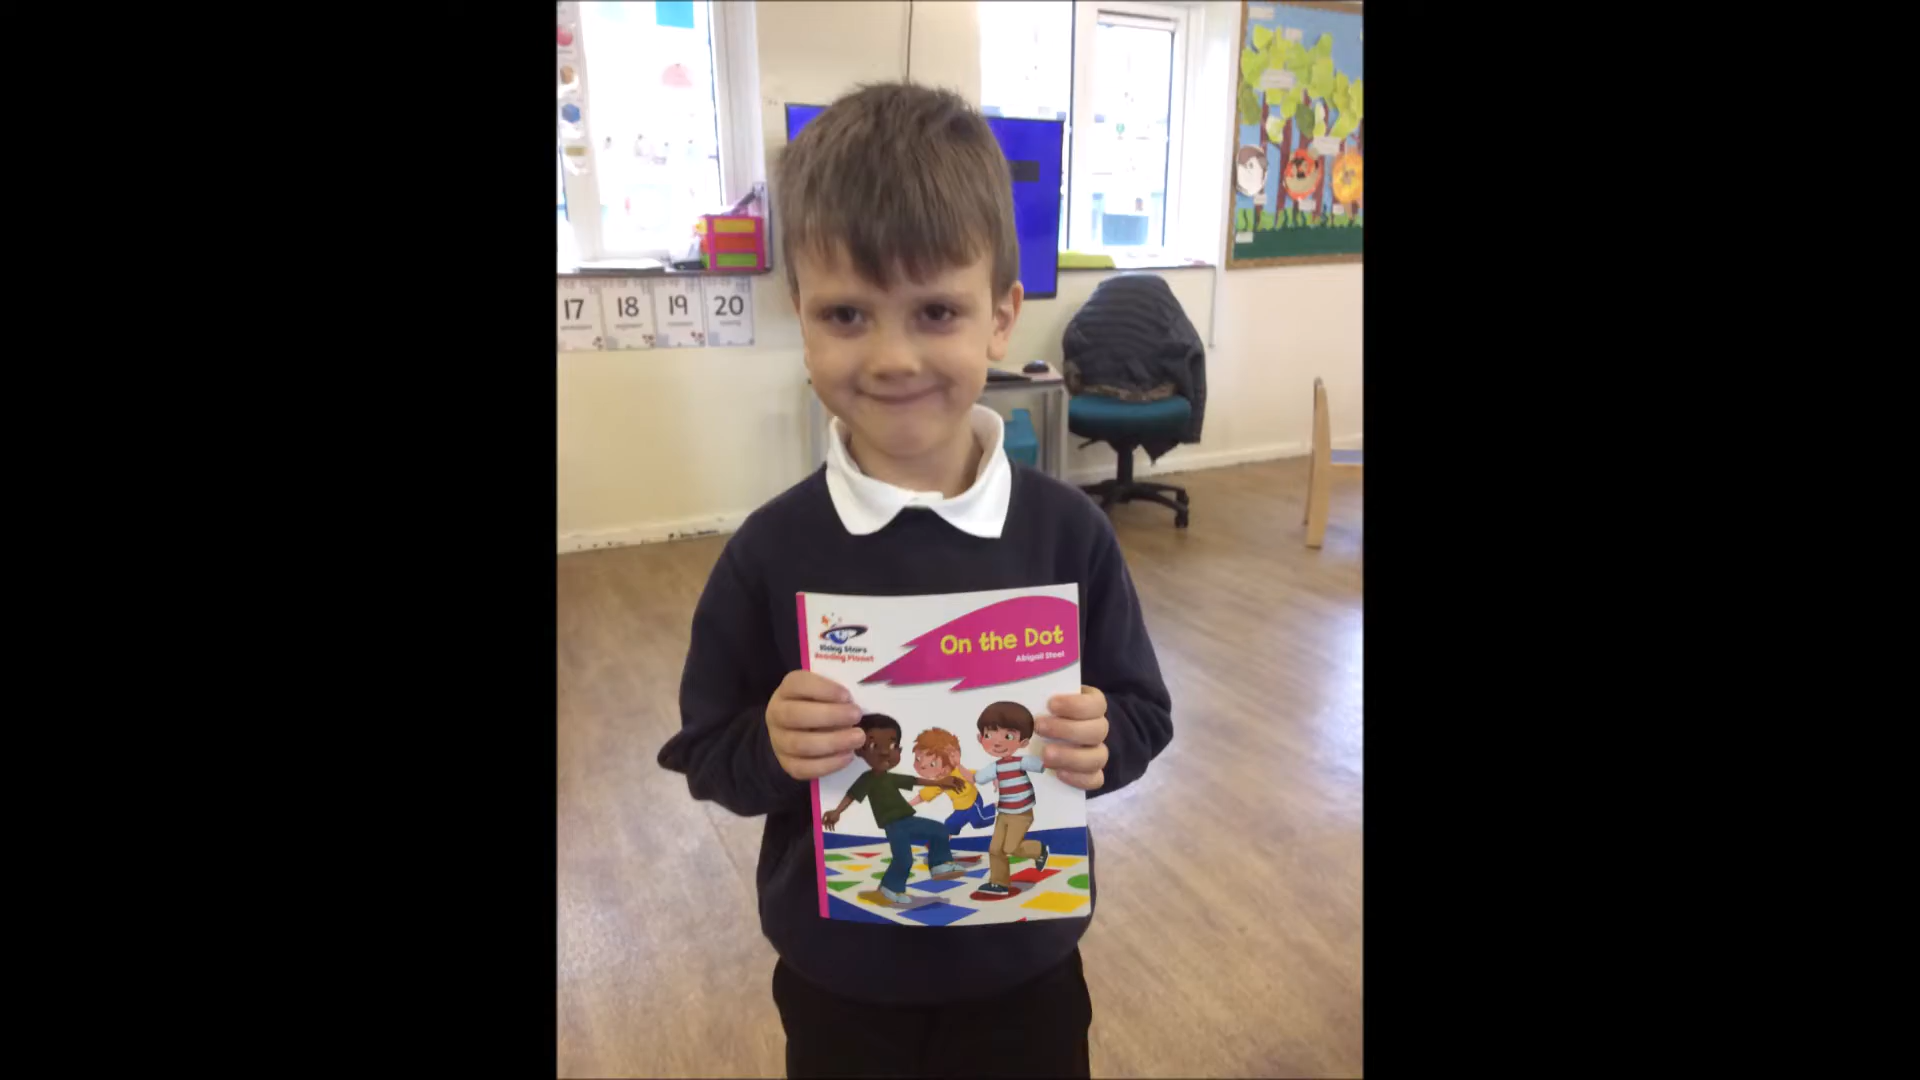 17
18
19
20
Rising Stars
Reading Planet
On the Dot
Abigail Steel